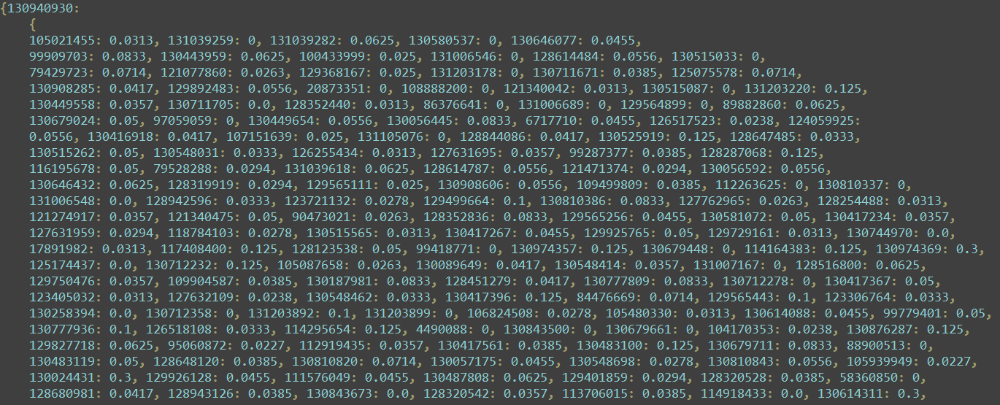 {130940930:
{
105021455: 0.0313, 131039259: 0, 131039282: 0.0625, 130580537: 0, 130646077: 0.0455,
99909703: 0.0833, 130443959: 0.0625, 100433999: 0.025, 131006546: 0, 128614484: 0.0556, 130515033: 0,
79429723: 0.0714, 121077860: 0.0263, 129368167: 0.025, 131203178: 0, 130711671: 0.0385, 125075578: 0.0714,
130908285: 0.0417, 129892483: 0.0556, 20873351: 0, 108888200: 0, 121340042: 0.0313, 130515087: 0, 131203220: 0.125,
130449558: 0.0357, 130711705: 0.0, 128352440: 0.0313, 86376641: 0, 131006689: 0, 129564899: 0, 89882860: 0.0625,
130679024: 0.05, 97059059: 0, 130449654: 0.0556, 130056445: 0.0833, 6717710: 0.0455, 126517523: 0.0238, 124059925:
0.0556, 130416918: 0.0417, 107151639: 0.025, 131105076: 0, 128844086: 0.0417, 130525919: 0.125, 128647485: 0.0333,
130515262: 0.05, 130548031: 0.0333, 126255434: 0.0313, 127631695: 0.0357, 99287377: 0.0385, 128287068: 0.125,
116195678: 0.05, 79528288: 0.0294, 131039618: 0.0625, 128614787: 0.0556, 121471374: 0.0294, 130056592: 0.0556,
130646432: 0.0625, 128319919: 0.0294, 129565111: 0.025, 130908606: 0.0556, 109499809: 0.0385, 112263625: 0, 130810337: 0,
131006548: 0.0, 128942596: 0.0333, 123721132: 0.0278, 129499664: 0.1, 130810386: 0.0833, 127762965: 0.0263, 128254488: 0.0313,
121274917: 0.0357, 121340475: 0.05, 90473021: 0.0263, 128352836: 0.0833, 129565256: 0.0455, 130581072: 0.05, 130417234: 0.0357,
127631959: 0.0294, 118784103: 0.0278, 130515565: 0.0313, 130417267: 0.0455, 129925765: 0.05, 129729161: 0.0313, 130744970: 0.0,
17891982: 0.0313, 117408400: 0.125, 128123538: 0.05, 99418771: 0, 130974357: 0.125, 130679448: 0, 114164383: 0.125, 130974369: 0.3,
125174437: 0.0, 130712232: 0.125, 105087658: 0.0263, 130089649: 0.0417, 130548414: 0.0357, 131007167: 0, 128516800: 0.0625,
129750476: 0.0357, 109904587: 0.0385, 130187981: 0.0833, 128451279: 0.0417, 130777809: 0.0833, 130712278: 0, 130417367: 0.05,
123405032: 0.0313, 127632109: 0.0238, 130548462: 0.0333, 130417396: 0.125, 84476669: 0.0714, 129565443: 0.1, 123306764: 0.0333,
130258394: 0.0, 130712358: 0, 131203892: 0.1, 131203899: 0, 106824508: 0.0278, 105480330: 0.0313, 130614088: 0.0455, 99779401: 0.05,
130777936: 0.1, 126518108: 0.0333, 114295654: 0.125, 4490088: 0, 130843500: 0, 130679661: 0, 104170353: 0.0238, 130876287: 0.125,
129827718: 0.0625, 95060872: 0.0227, 112919435: 0.0357, 130417561: 0.0385, 130483100: 0.125, 130679711: 0.0833, 88900513: 0,
130483119: 0.05, 128648120: 0.0385, 130810820: 0.0714, 130057175: 0.0455, 130548698: 0.0278, 130810843: 0.0556, 105939949: 0.0227,
130024431: 0.3, 129926128: 0.0455, 111576049: 0.0455, 130487808: 0.0625, 129401859: 0.0294, 128320528: 0.0385, 58360850: 0,
128680981: 0.0417, 128943126: 0.0385, 130843673: 0.0, 128320542: 0.0357, 113706015: 0.0385, 114918433: 0.0, 130614311: 0.3,